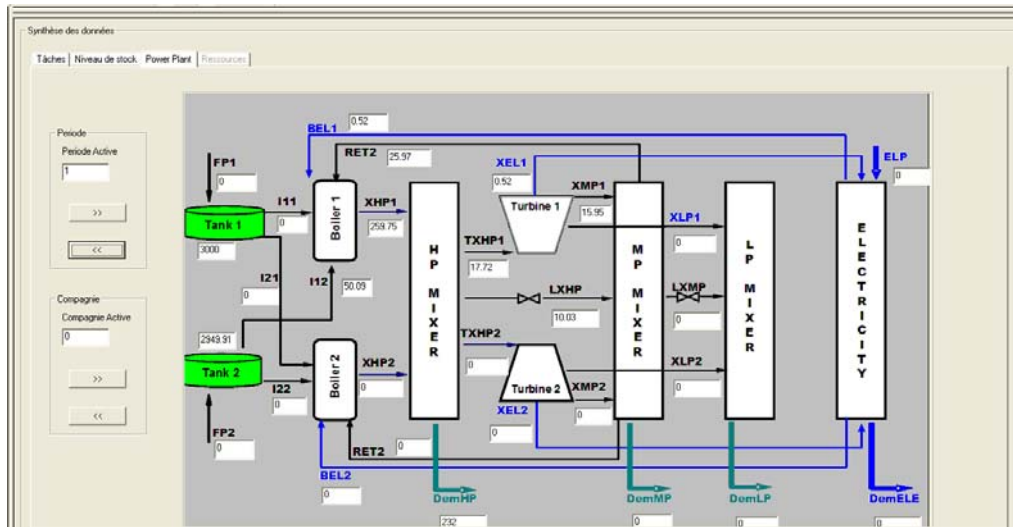 Synthèse des données
Tâches Niveau de stock Power Plant Ressources
Periode
Periode Active
1
>>
<<
Compagnie
Compagnie Active
0
>>
<<
BEL1 0.52
RET2 25.97
FP1 0
XEL1 0.52
ELP 0
I11 0
XHP1 259.75
XMP1 15.95
Tank 1
3000
Boiler 1
Turbine 1
XLP1 0
TXHP1 17.72
I21 0
I12 50.09
LXHP 10.03
LXMP 0
HP MIXER
MP MIXER
LP MIXER
ELECTRICITY
2949.91
Tank 2
Boiler 2
XHP2 0
TXHP2 0
Turbine 2
XLP2 0
I22 0
XMP2 0
XEL2 0
FP2 0
RET2 0
BEL2 0
DemHP 232
DemMP 0
DemLP 0
DemELE 0